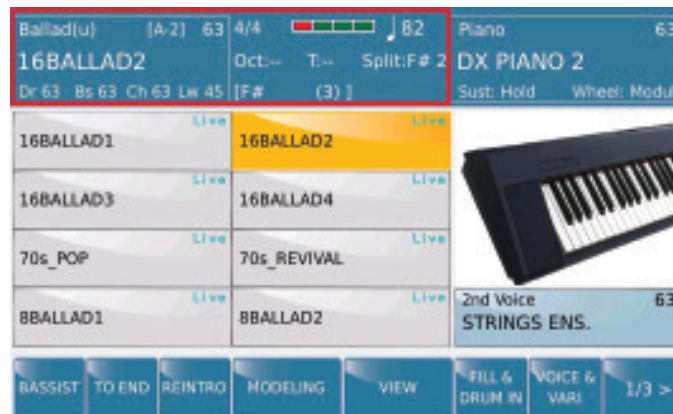 Ballad(u) [A-2] 63
16BALLAD2
Dr 63 Bs 63 Ch 63 Lw 45
4/4 82
Oct:-- T:-- Split:F# 2
[F# (3) ]
Piano 63
DX PIANO 2
Sust: Hold Wheel: Modul
16BALLAD1 Live
16BALLAD2 Live
16BALLAD3 Live
16BALLAD4 Live
70s_POP Live
70s_REVIVAL Live
8BALLAD1 Live
8BALLAD2 Live
2nd Voice 63
STRINGS ENS.
BASSIST
TO END
REINTRO
MODELING
VIEW
FILL &
DRUM IN
VOICE &
VARI
1/3 >